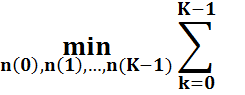 K−1
min ∑
n(0),n(1),…,n(K−1) k=0